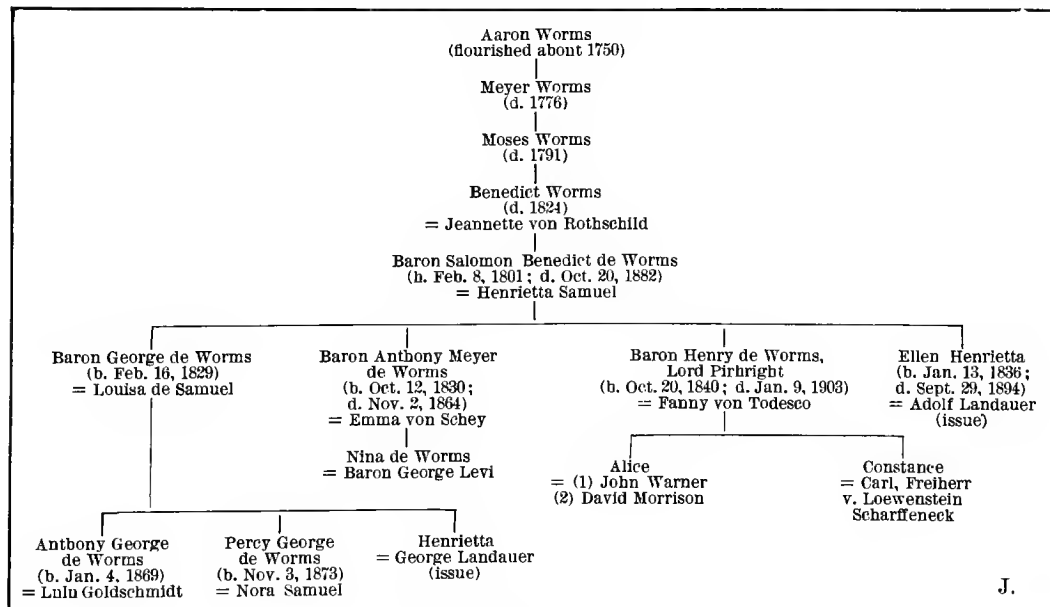 Aaron Worms
(flourished about 1750)
Meyer Worms
(d. 1776)
Moses Worms
(d. 1791)
Benedict Worms
(d. 1824)
= Jeannette von Rothschild
Baron Salomon Benedict de Worms
(b. Feb. 8, 1801; d. Oct. 20, 1882)
= Henrietta Samuel
Baron George de Worms
(b. Feb. 16, 1829)
= Louisa de Samuel
Baron Anthony Meyer
de Worms
(b. Oct. 12, 1830;
d. Nov. 2, 1864)
= Emma von Schey
Baron Henry de Worms,
Lord Pirbright
(b. Oct. 20, 1840; d. Jan. 9, 1903)
= Fanny von Todesco
Ellen Henrietta
(b. Jan. 13, 1836;
d. Sept. 29, 1894)
= Adolf Landauer
(issue)
Nina de Worms
= Baron George Levi
Alice
= (1) John Warner
(2) David Morrison
Constance
= Carl, Freiherr
v. Loewenstein
Scharffeneck
Anthony George
de Worms
(b. Jan. 4, 1869)
= Lulu Goldschmidt
Percy George
de Worms
(b. Nov. 3, 1873)
= Nora Samuel
Henrietta
= George Landauer
(issue)
J.